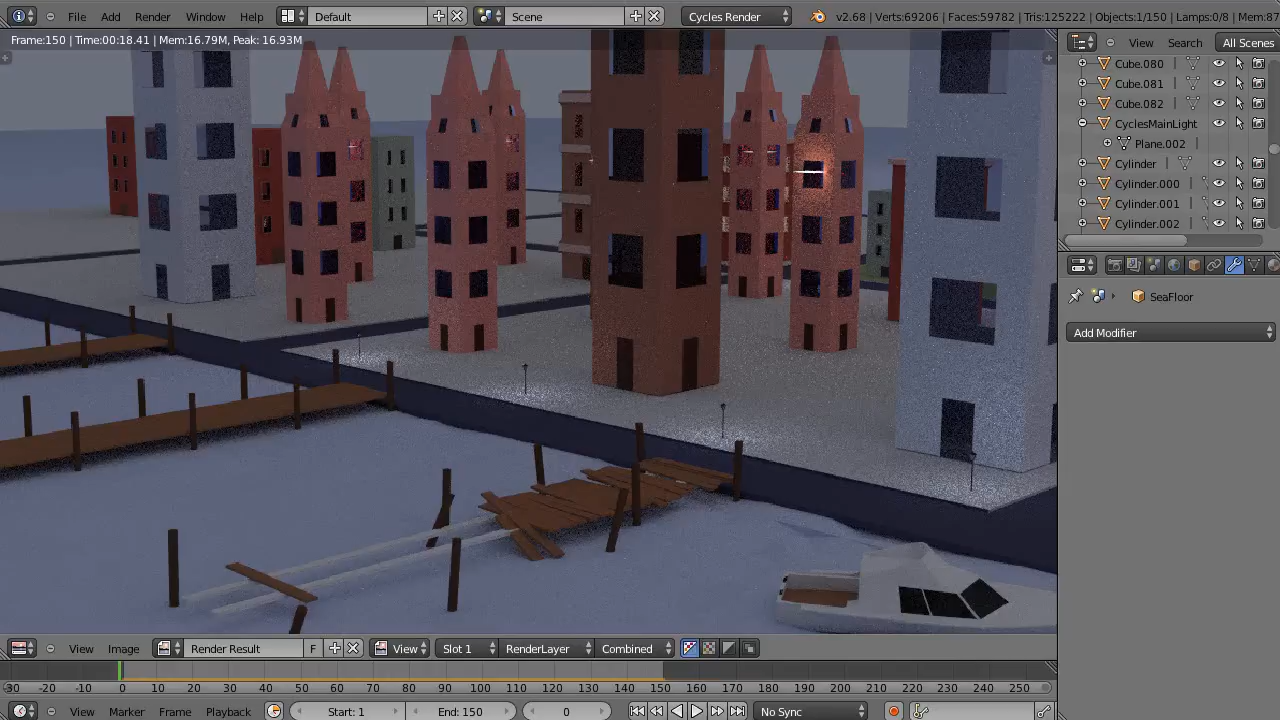 File Add Render Window Help Default Scene Cycles Render v2.68 | Verts:69206 | Faces:59782 | Tris:125222 | Objects:1/150 | Lamps:0/8 | Mem:87
Frame:150 | Time:00:18.41 | Mem:16.79M, Peak: 16.93M
View Search All Scenes
Cube.080
Cube.081
Cube.082
CyclesMainLight
Plane.002
Cylinder
Cylinder.000
Cylinder.001
Cylinder.002
SeaFloor
Add Modifier
View Image Render Result F View Slot 1 RenderLayer Combined
-30 -20 -10 0 10 20 30 40 50 60 70 80 90 100 110 120 130 140 150 160 170 180 190 200 210 220 230 240 250
View Marker Frame Playback Start: 1 End: 150 0 No Sync